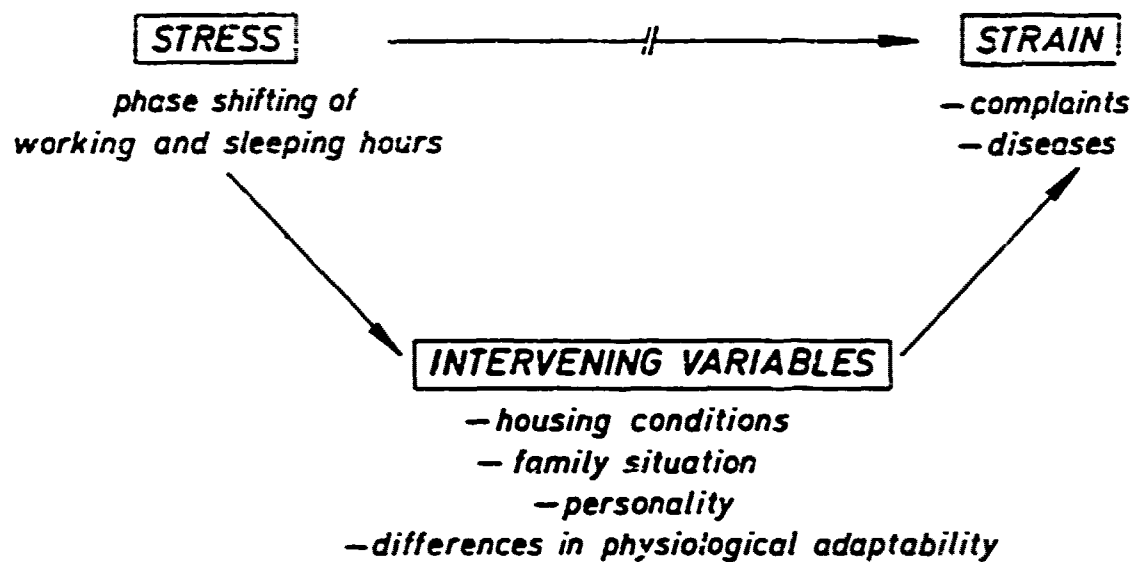 STRESS
STRAIN
phase shifting of
working and sleeping hours
—complaints
—diseases
INTERVENING VARIABLES
—housing conditions
— family situation
—personality
—differences in physiological adaptability